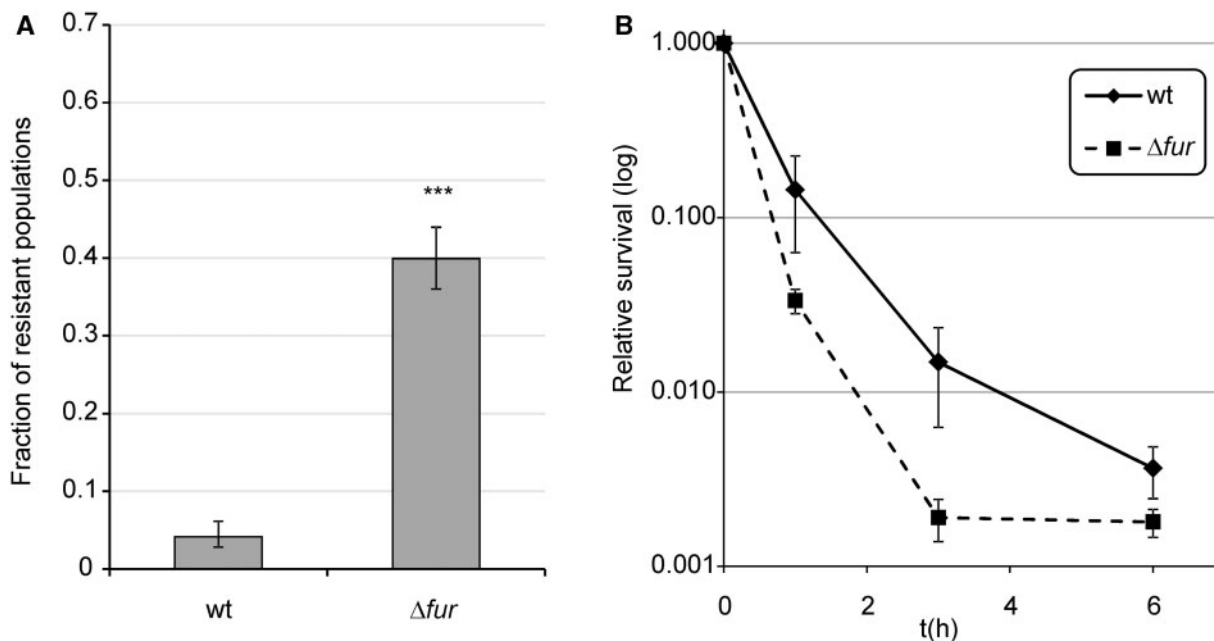 A
Fraction of resistant populations
0.7
0.6
0.5
0.4
0.3
0.2
0.1
0
***
wt
Δfur
B
Relative survival (log)
1.000
0.100
0.010
0.001
0
2
4
6
t(h)
wt
Δfur